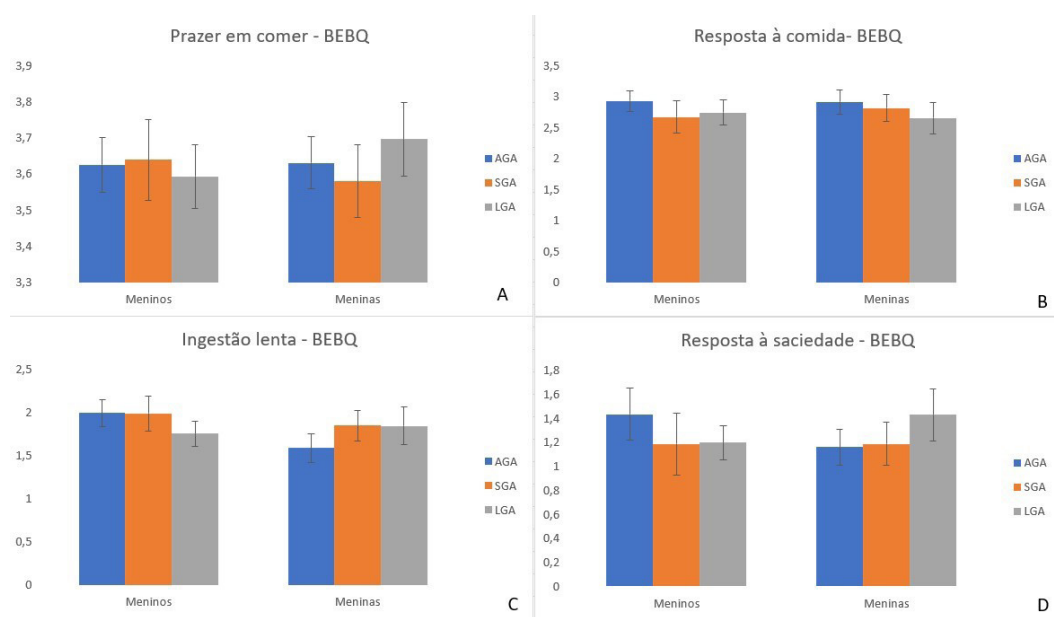 Prazer em comer - BEBQ
3,9
3,8
3,7
3,6
3,5
3,4
3,3
AGA
SGA
LGA
Meninos
Meninas
A
Resposta à comida- BEBQ
3,5
3
2,5
2
1,5
1
0,5
0
AGA
SGA
LGA
Meninos
Meninas
B
Ingestão lenta - BEBQ
2,5
2
1,5
1
0,5
0
AGA
SGA
LGA
Meninos
Meninas
C
Resposta à saciedade - BEBQ
1,8
1,6
1,4
1,2
1
0,8
0,6
0,4
0,2
0
AGA
SGA
LGA
Meninos
Meninas
D